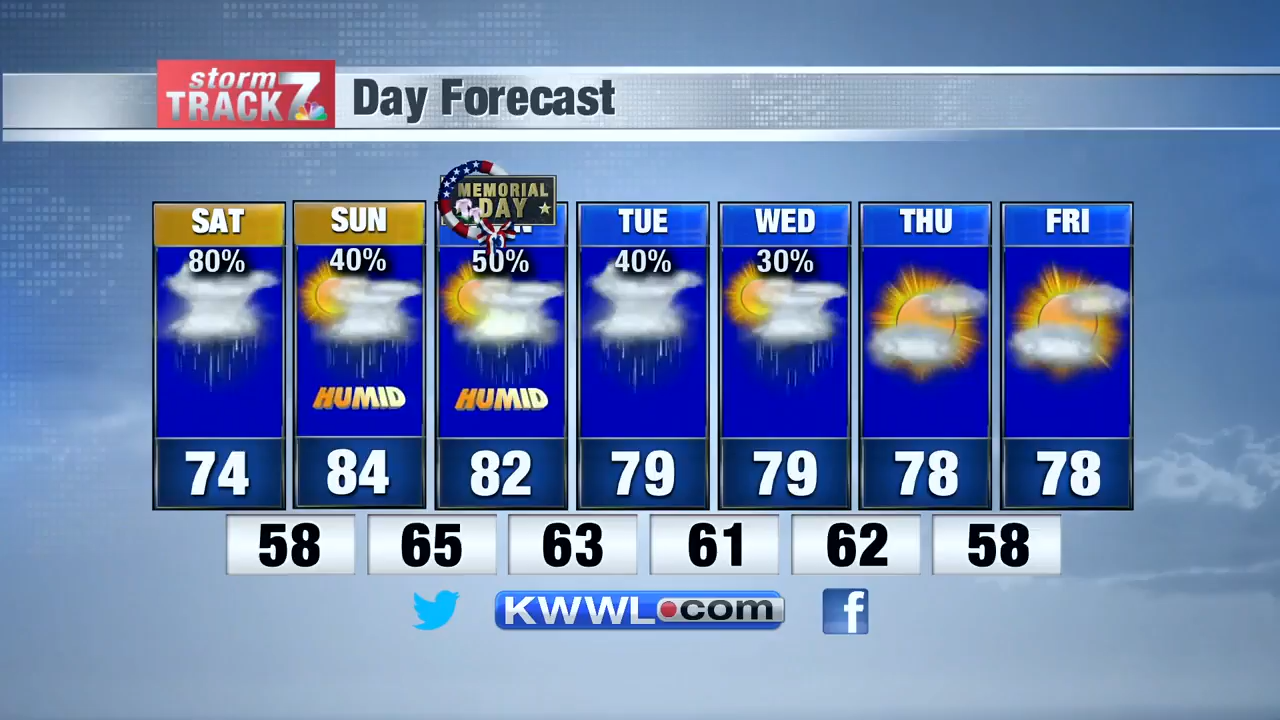 storm
TRACK 7 Day Forecast
MEMORIAL
DAY
SAT SUN TUE WED THU FRI
80% 40% 50% 40% 30%
HUMID HUMID
74 84 82 79 79 78 78
58 65 63 61 62 58
KWWL.com f